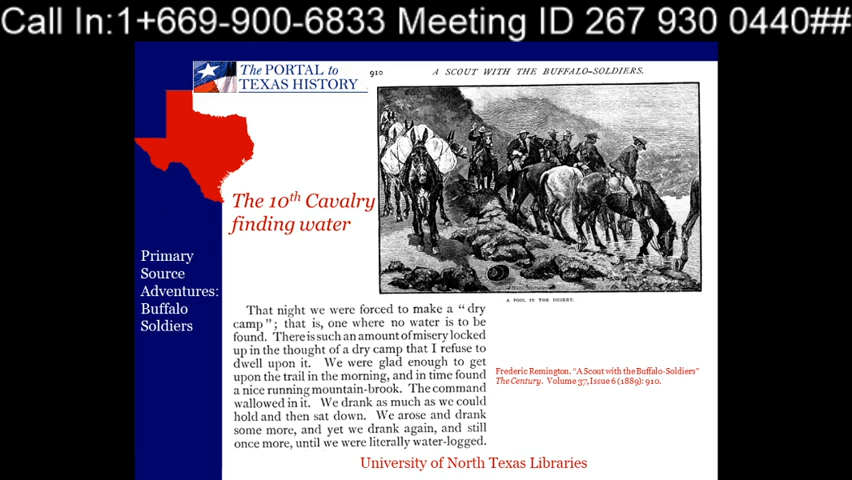 Call In:1+669-900-6833 Meeting ID 267 930 0440##
The PORTAL to
TEXAS HISTORY
910
A SCOUT WITH THE BUFFALO-SOLDIERS.
The 10th Cavalry
finding water
A POOL IN THE DESERT.
Primary
Source
Adventures:
Buffalo
Soldiers
That night we were forced to make a “dry
camp”; that is, one where no water is to be
found. There is such an amount of misery locked
up in the thought of a dry camp that I refuse to
dwell upon it. We were glad enough to get
upon the trail in the morning, and in time found
a nice running mountain-brook. The command
wallowed in it. We drank as much as we could
hold and then sat down. We arose and drank
some more, and yet we drank again, and still
once more, until we were literally water-logged.
Frederic Remington. “A Scout with the Buffalo-Soldiers”
The Century. Volume 37, Issue 6 (1889): 910.
University of North Texas Libraries